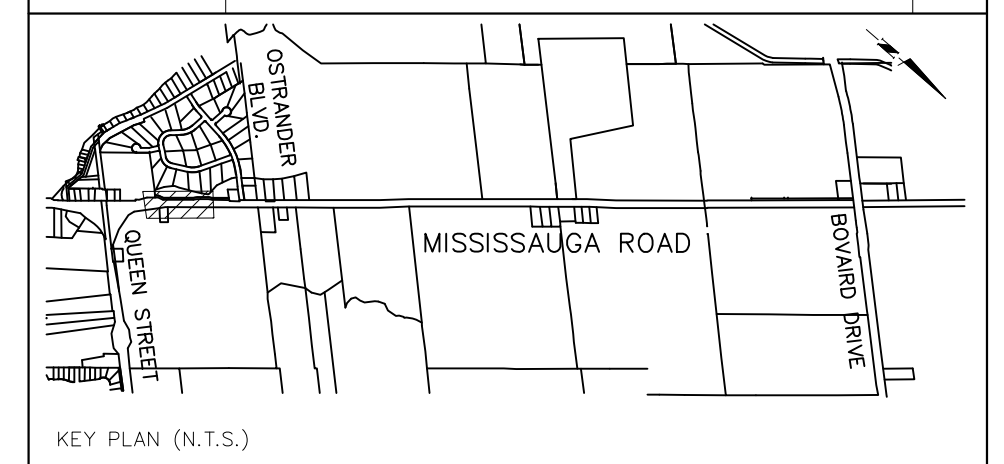 OSTRANDER
BLVD.
MISSISSAUGA ROAD
QUEEN STREET
BOVAIRD DRIVE
KEY PLAN (N.T.S.)